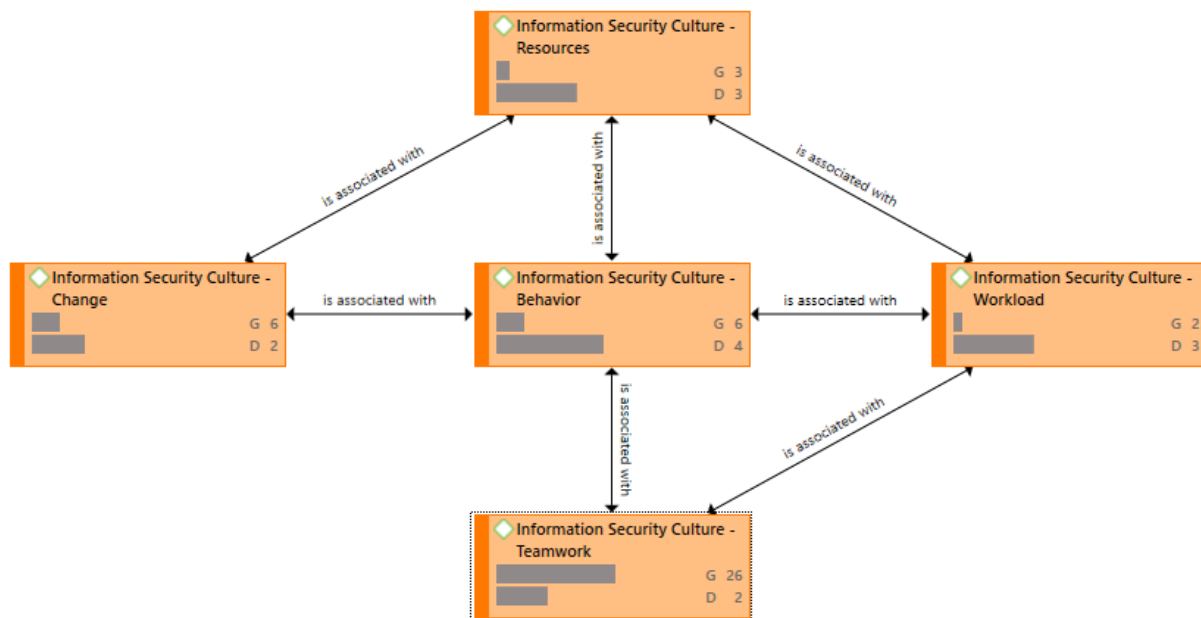 Information Security Culture -
Resources
G 3
D 3
is associated with
is associated with
is associated with
Information Security Culture -
Change
G 6
D 2
is associated with
Information Security Culture -
Behavior
G 6
D 4
is associated with
Information Security Culture -
Workload
G 2
D 3
is associated with
is associated with
Information Security Culture -
Teamwork
G 26
D 2